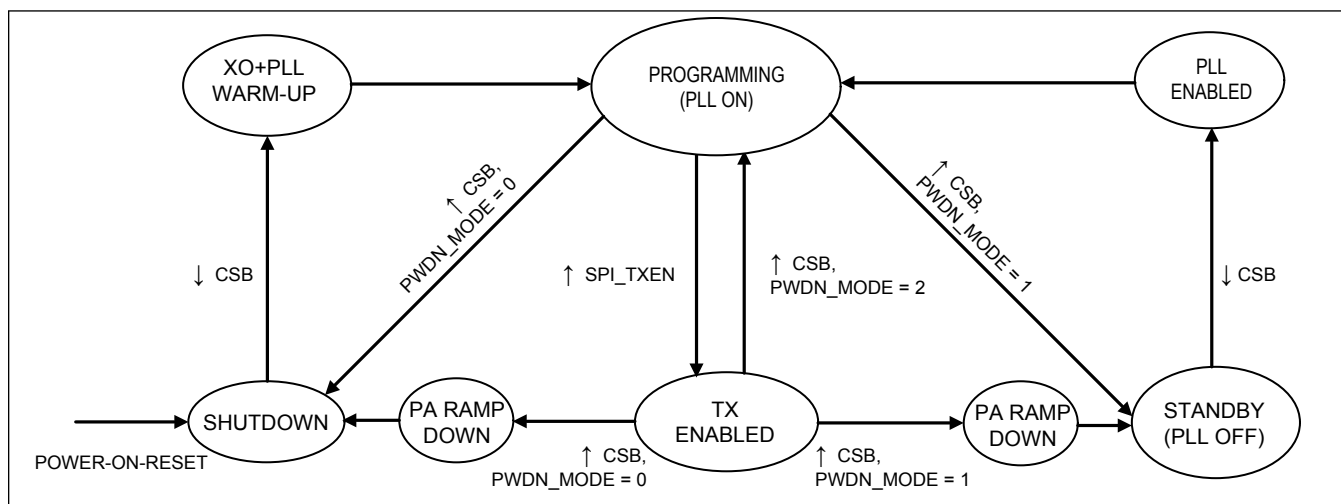 XO+PLL
WARM-UP
PROGRAMMING
(PLL ON)
PLL
ENABLED
↑ CSB,
PWDN_MODE = 0
↑ CSB,
PWDN_MODE = 1
↓ CSB
↑ SPI_TXEN
↑ CSB,
PWDN_MODE = 2
↓ CSB
SHUTDOWN
PA RAMP
DOWN
TX
ENABLED
PA RAMP
DOWN
STANDBY
(PLL OFF)
POWER-ON-RESET
↑ CSB,
PWDN_MODE = 0
↑ CSB,
PWDN_MODE = 1